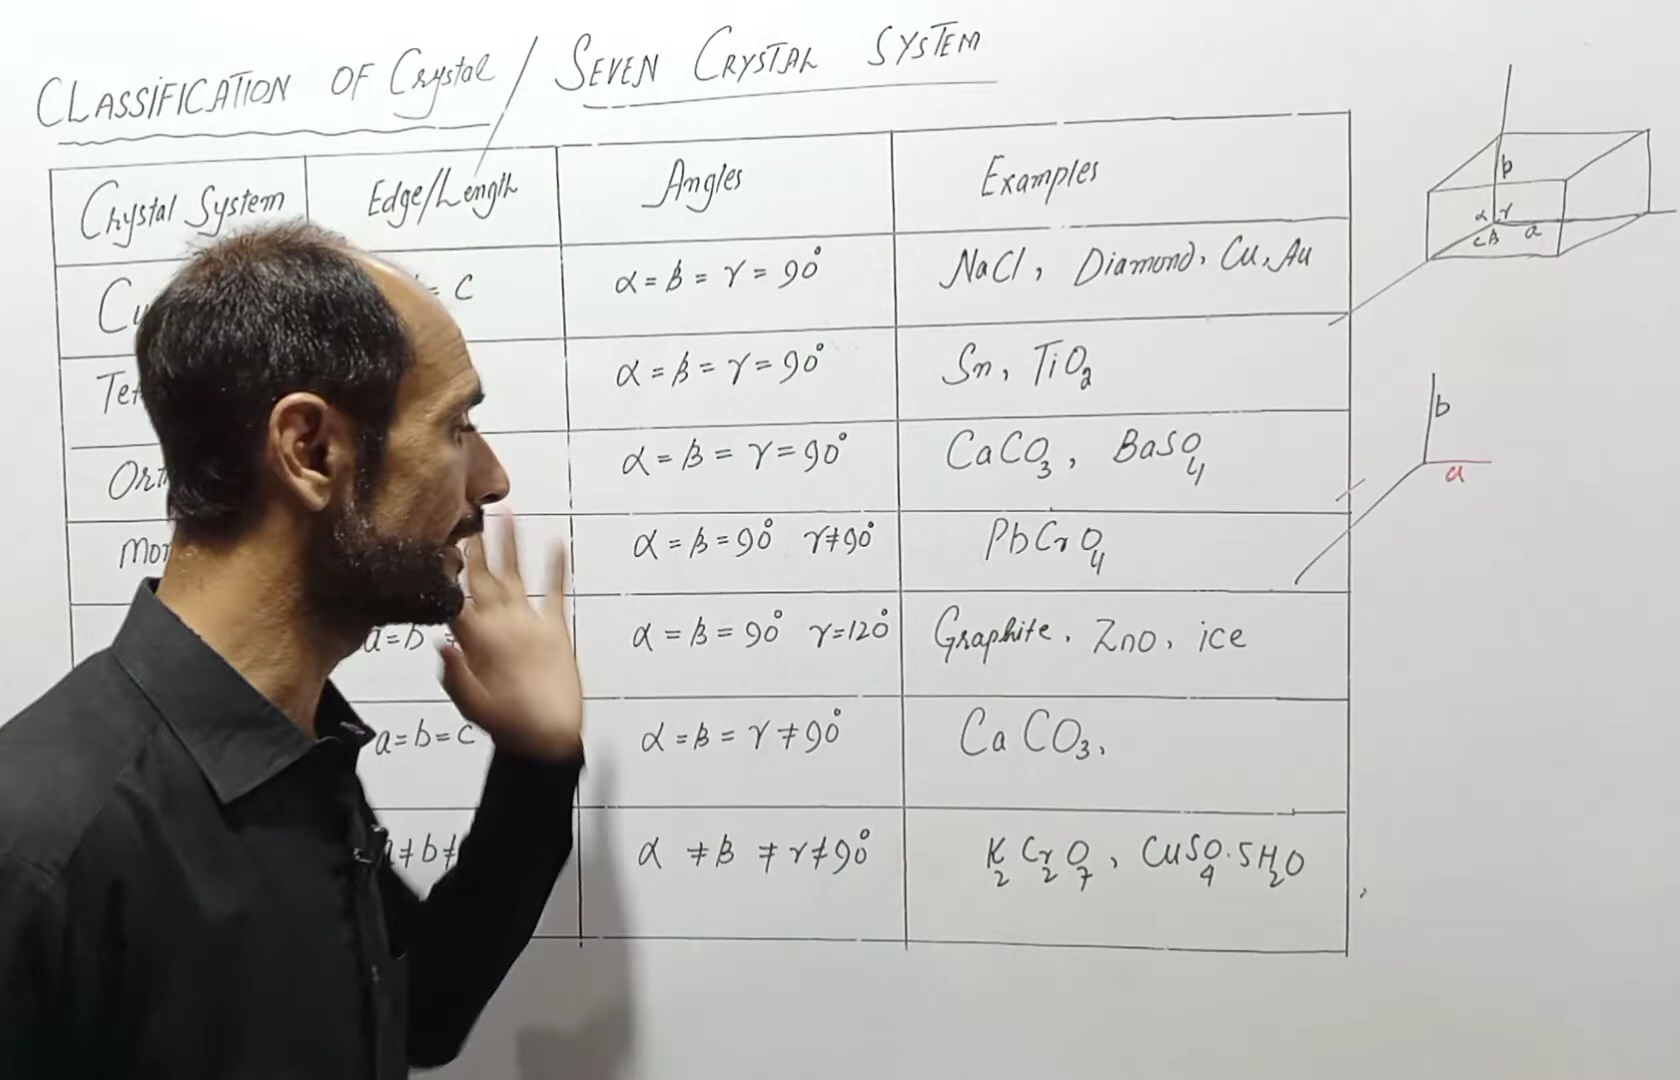 CLASSIFICATION OF Crystal / SEVEN CRYSTAL SYSTEM
Crystal System Edge/Length Angles Examples
= c α = β = γ = 90° NaCl, Diamond, Cu, Au
α = β = γ = 90° Sn, TiO₂
α = β = γ = 90° CaCO₃, BaSO₄
α = β = 90° γ ≠ 90° PbCrO₄
a = b ≠ α = β = 90° γ = 120° Graphite, ZnO, ice
a = b = c α = β = γ ≠ 90° CaCO₃,
≠ b ≠ α ≠ β ≠ γ ≠ 90° K₂Cr₂O₇, CuSO₄·5H₂O
b
α γ
c β a
b
a